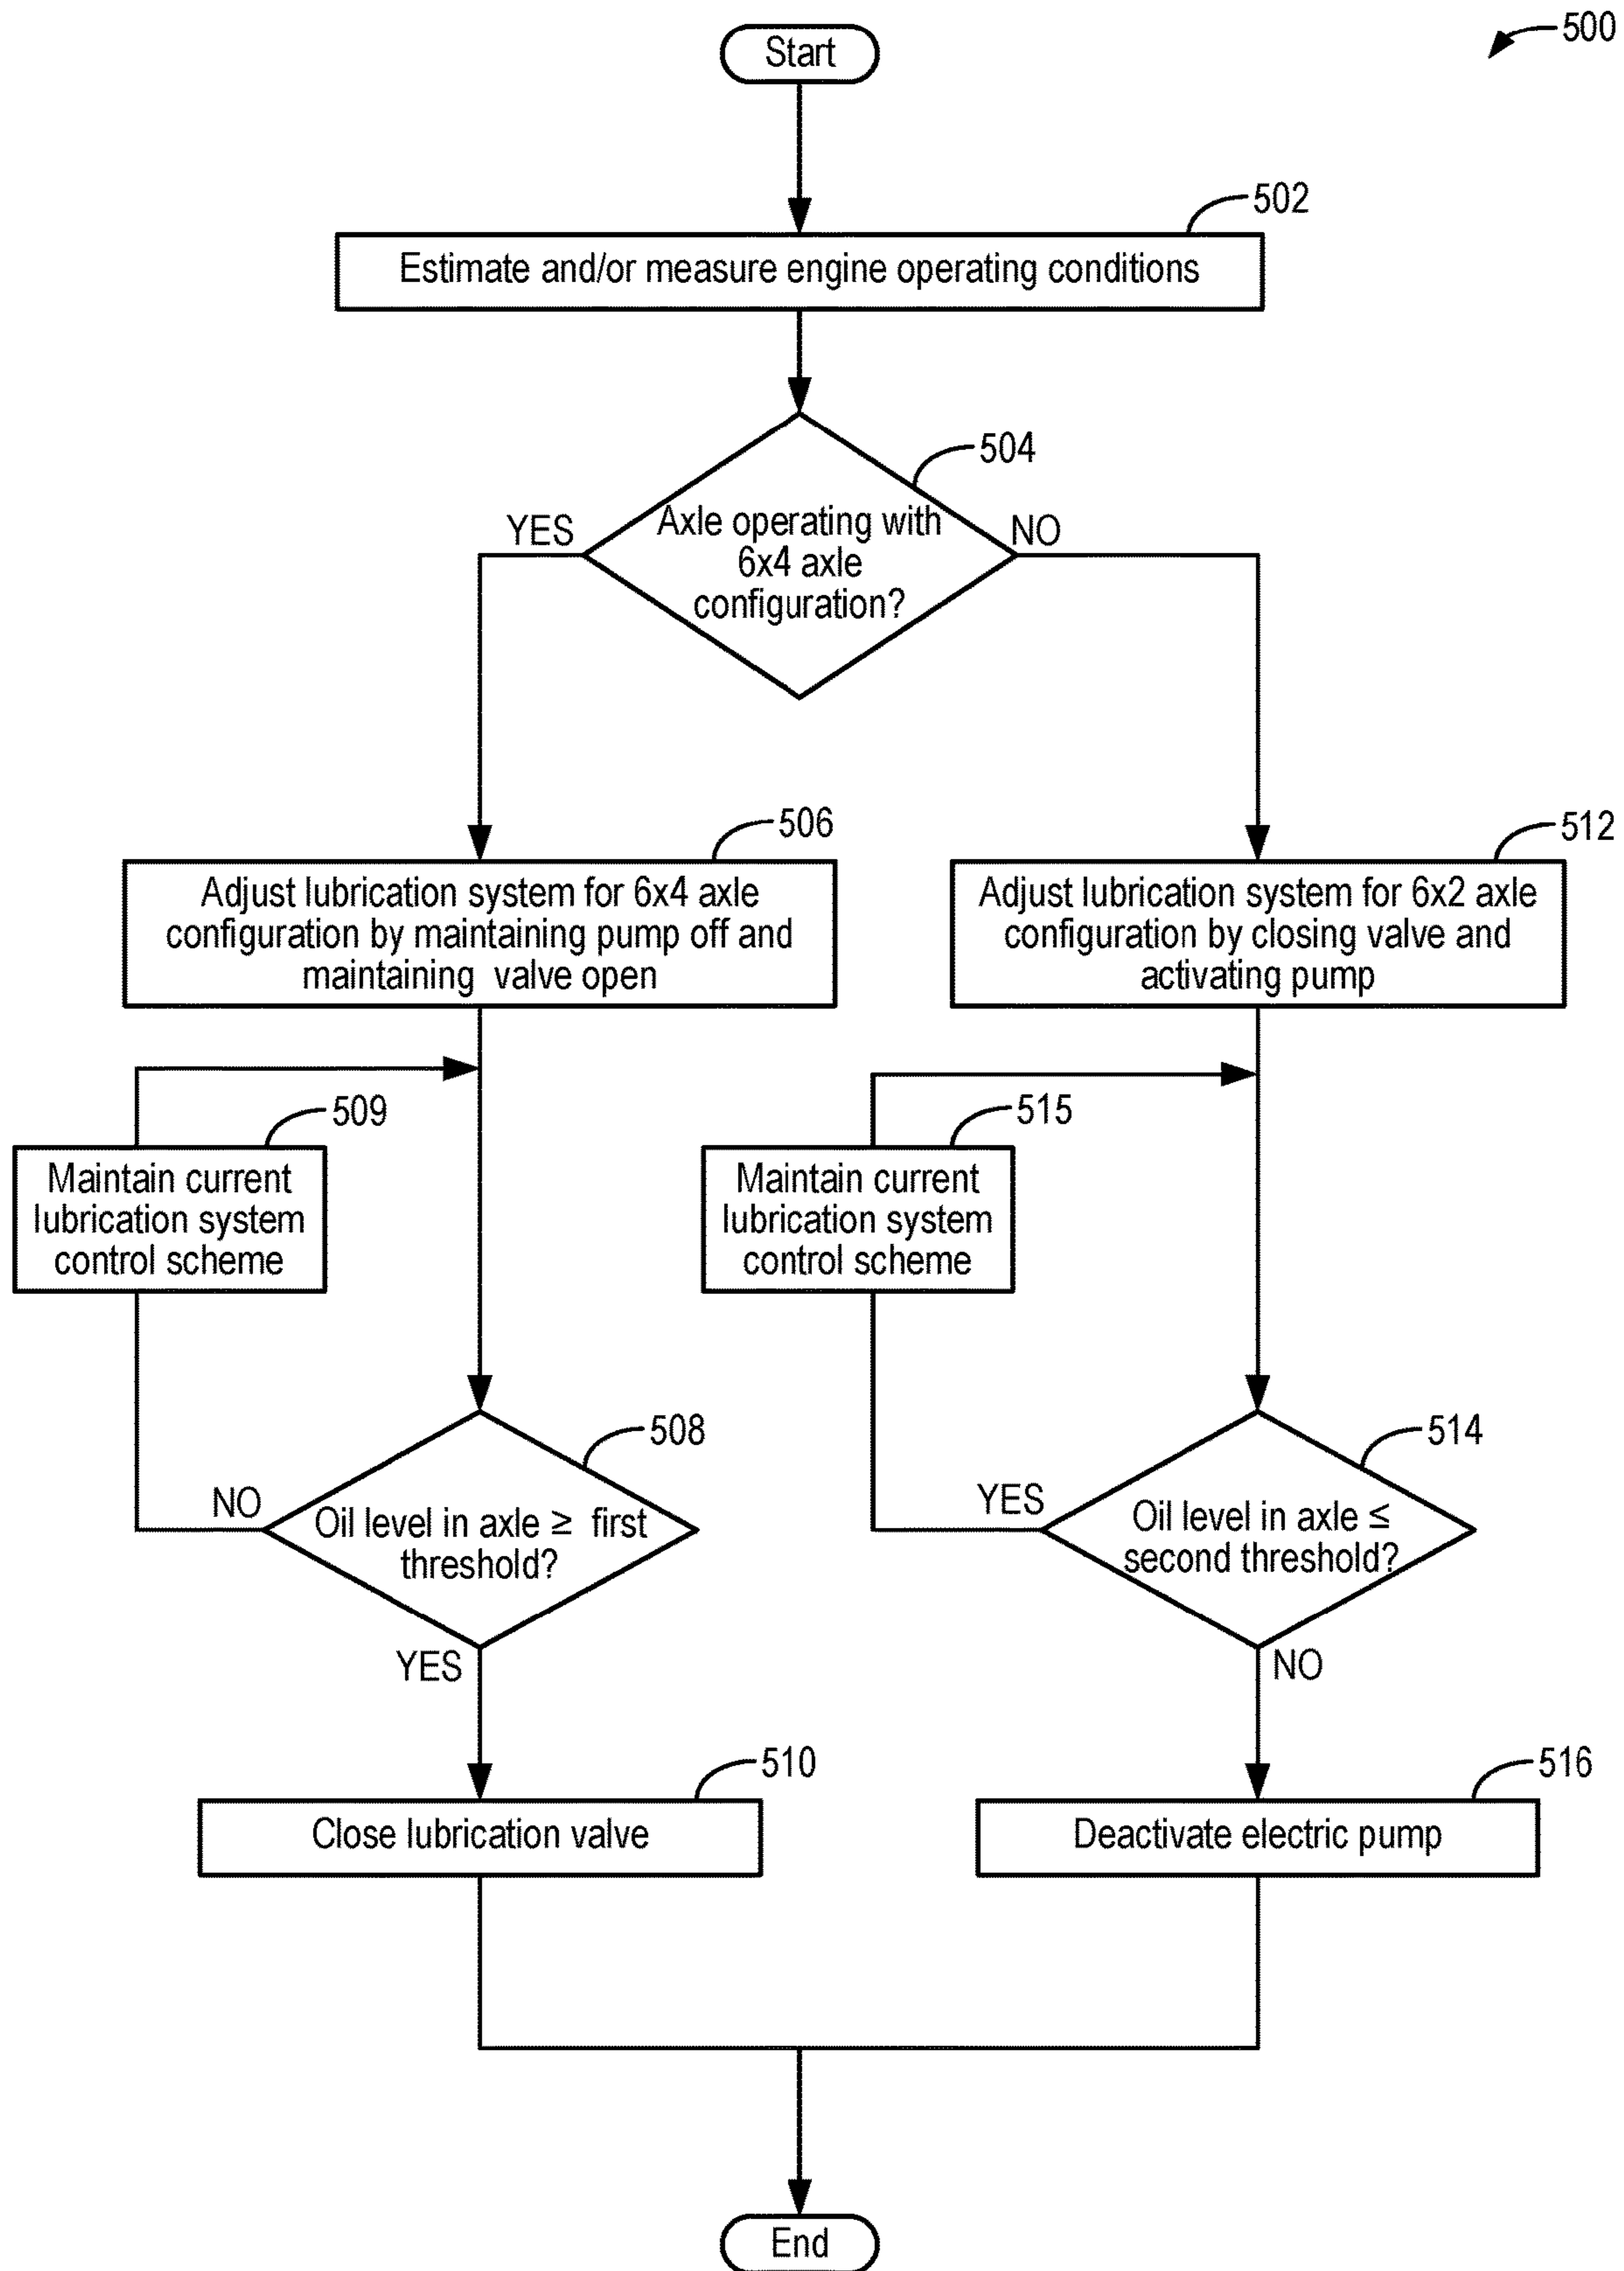 500
Start
502
Estimate and/or measure engine operating conditions
504
YES
Axle operating with
6x4 axle
configuration?
NO
506
Adjust lubrication system for 6x4 axle
configuration by maintaining pump off and
maintaining valve open
512
Adjust lubrication system for 6x2 axle
configuration by closing valve and
activating pump
509
Maintain current
lubrication system
control scheme
515
Maintain current
lubrication system
control scheme
508
NO
Oil level in axle ≥ first
threshold?
YES
514
YES
Oil level in axle ≤
second threshold?
NO
510
Close lubrication valve
516
Deactivate electric pump
End